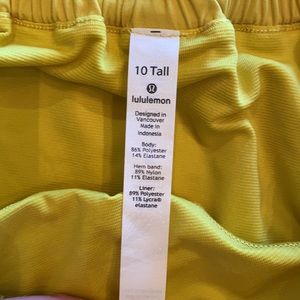 10 Tall
lululemon
Designed in
Vancouver
Made in
Indonesia
Body:
86% Polyester
14% Elastane
Hem band:
89% Nylon
11% Elastane
Liner:
89% Polyester
11% Lycra®
elastane